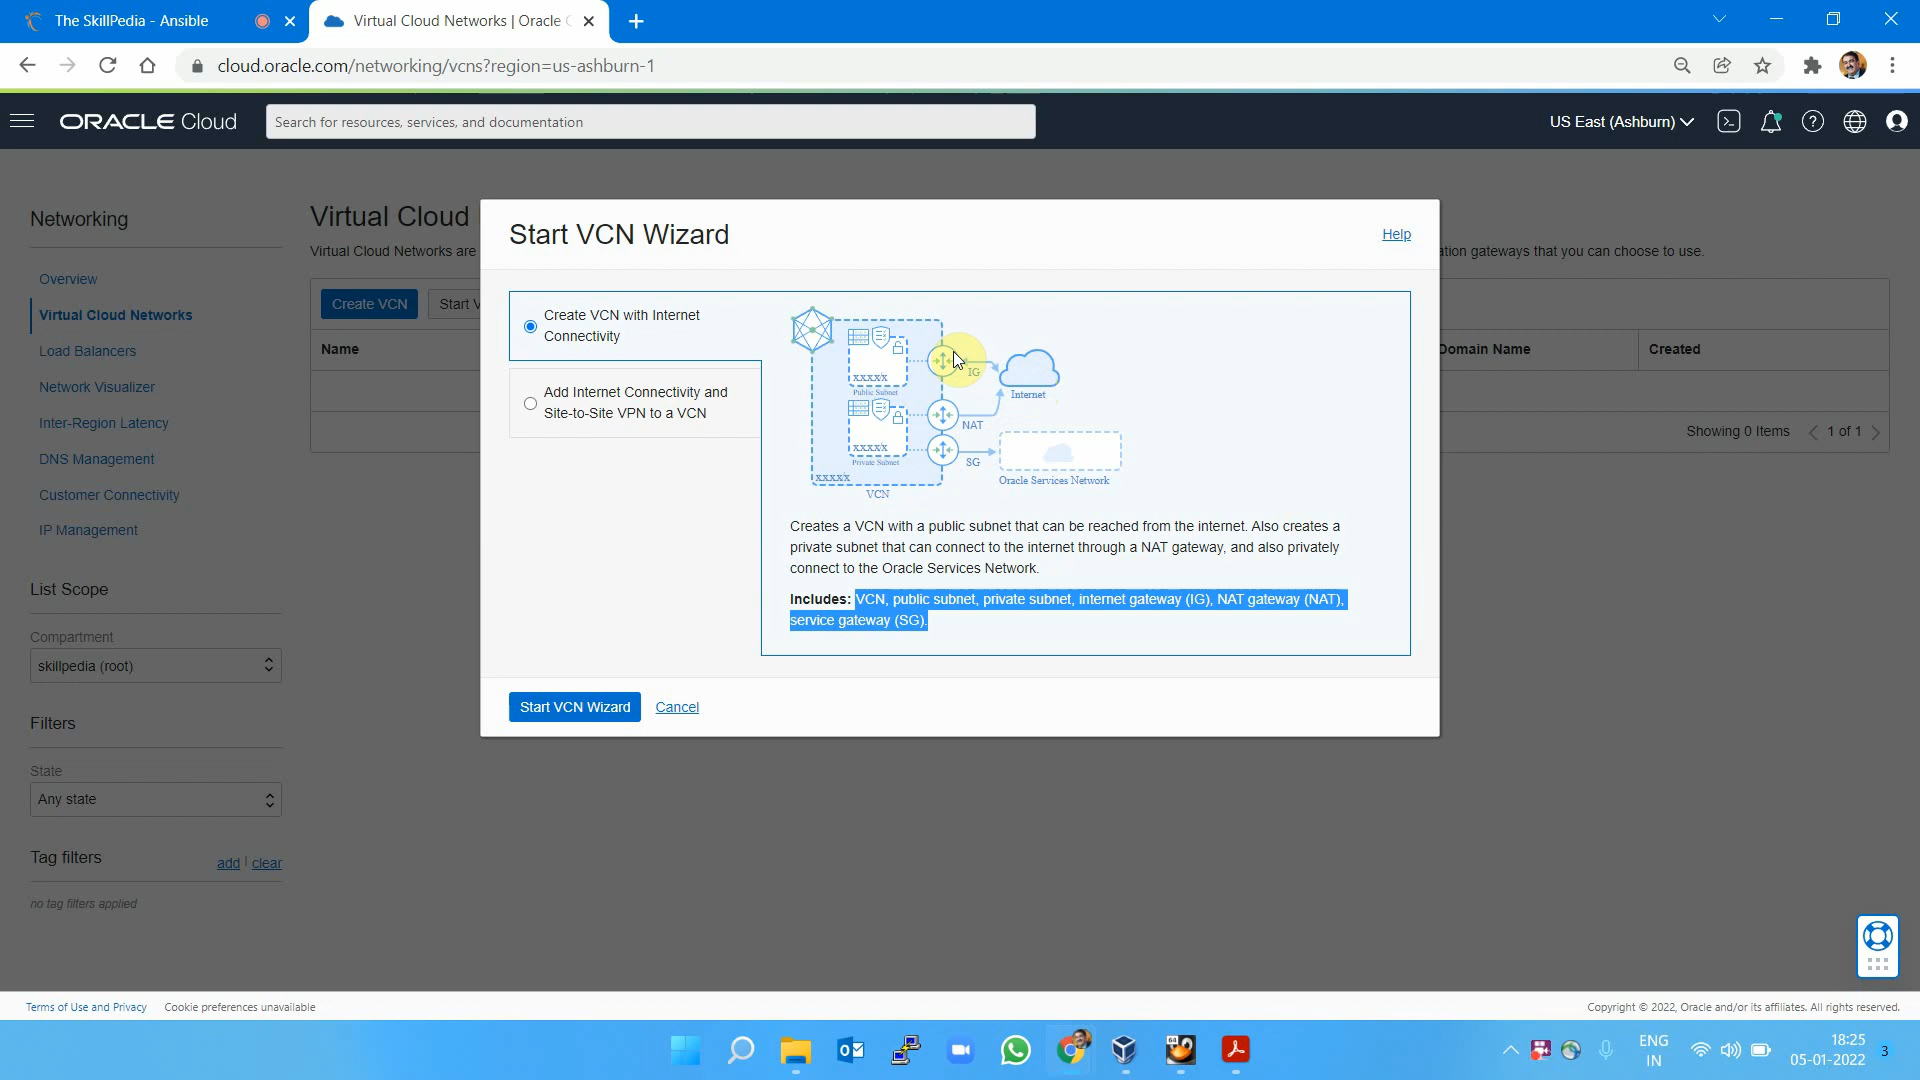 The SkillPedia - Ansible
Virtual Cloud Networks | Oracle C
cloud.oracle.com/networking/vcns?region=us-ashburn-1
ORACLE Cloud
Search for resources, services, and documentation
US East (Ashburn)
Networking
Overview
Virtual Cloud Networks
Load Balancers
Network Visualizer
Inter-Region Latency
DNS Management
Customer Connectivity
IP Management
List Scope
Compartment
skillpedia (root)
Filters
State
Any state
Tag filters
add | clear
no tag filters applied
Virtual Cloud
Virtual Cloud Networks are
ation gateways that you can choose to use.
Create VCN
Start V
Name
Domain Name
Created
Showing 0 Items
1 of 1
Start VCN Wizard
Help
Create VCN with Internet
Connectivity
Add Internet Connectivity and
Site-to-Site VPN to a VCN
XXXX/X
Public Subnet
IG
Internet
NAT
XXXX/X
Private Subnet
SG
XXXX/X
Oracle Services Network
VCN
Creates a VCN with a public subnet that can be reached from the internet. Also creates a
private subnet that can connect to the internet through a NAT gateway, and also privately
connect to the Oracle Services Network.
Includes: VCN, public subnet, private subnet, internet gateway (IG), NAT gateway (NAT),
service gateway (SG).
Start VCN Wizard
Cancel
Terms of Use and Privacy
Cookie preferences unavailable
Copyright © 2022, Oracle and/or its affiliates. All rights reserved.
64
ENG
IN
18:25
05-01-2022
3